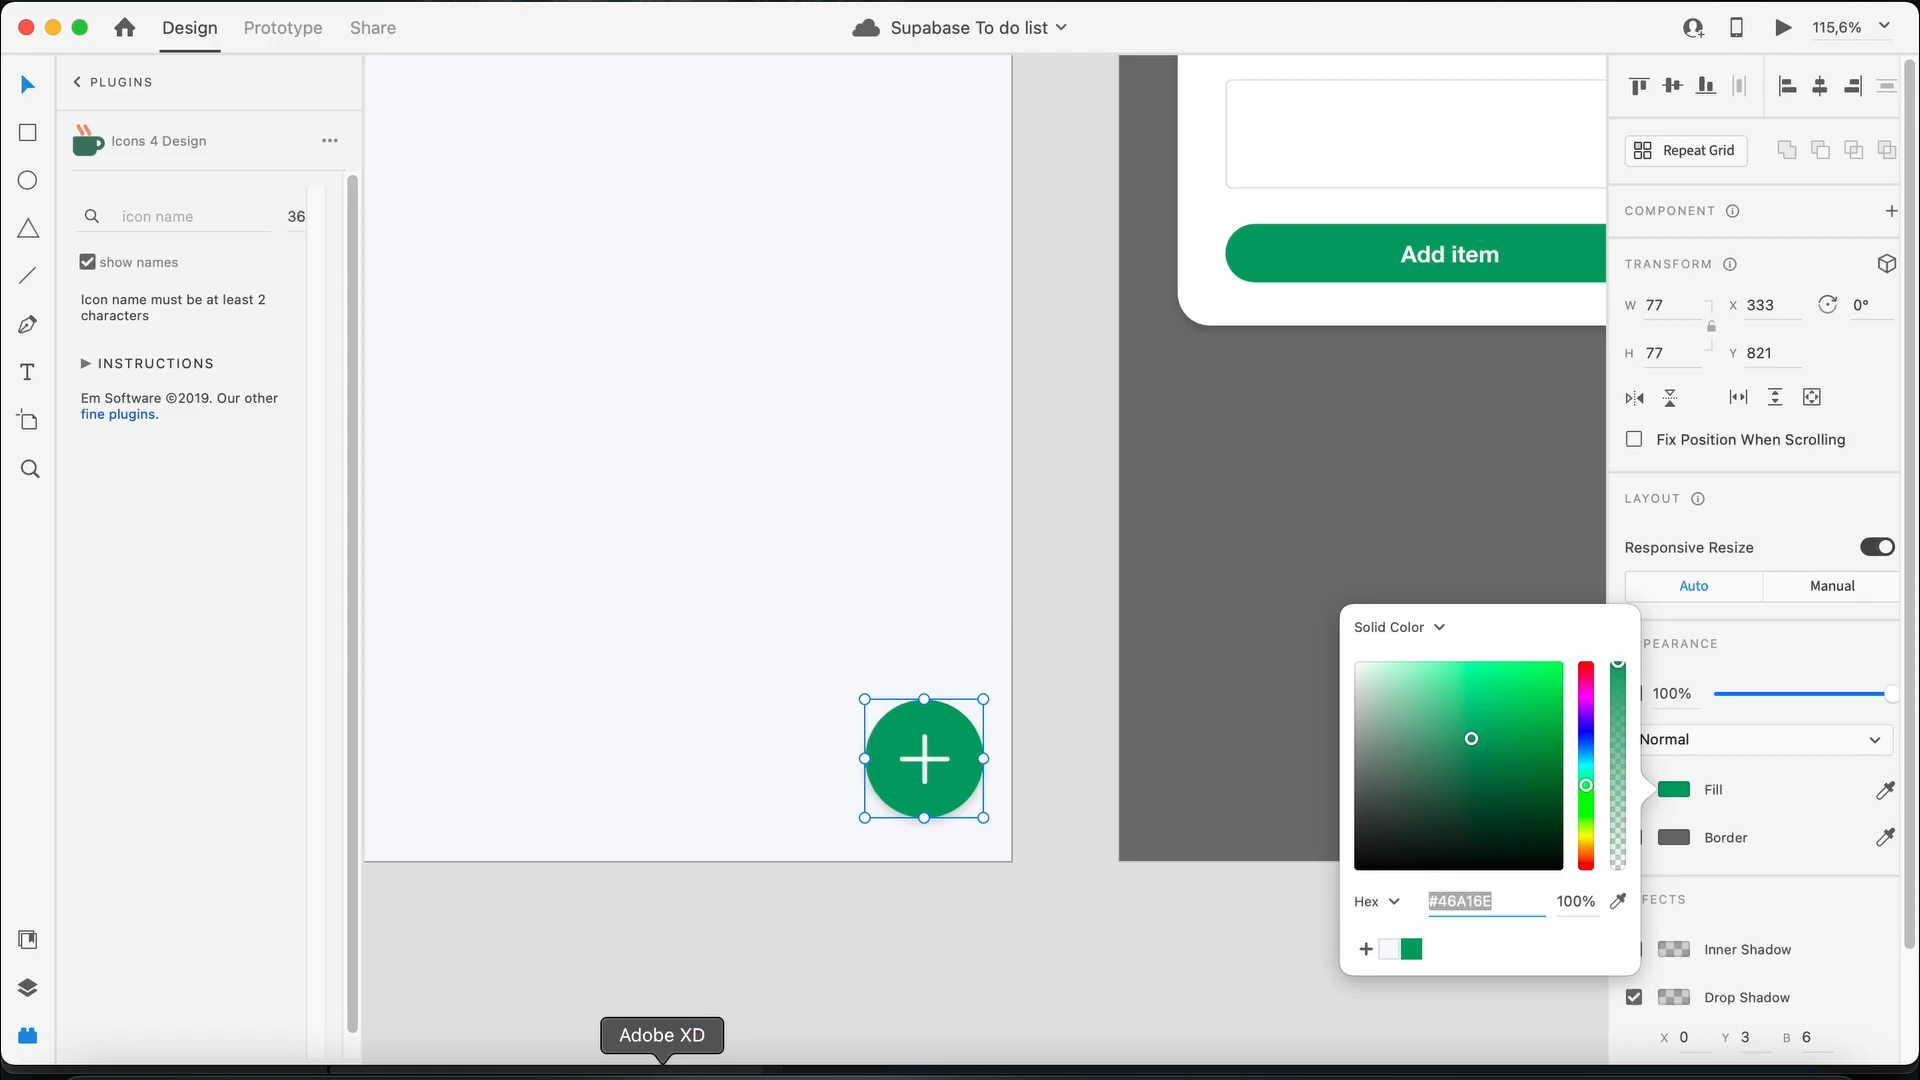 Design
Prototype
Share
Supabase To do list
115,6%
PLUGINS
Icons 4 Design
icon name
36
show names
Icon name must be at least 2
characters
INSTRUCTIONS
Em Software ©2019. Our other
fine plugins.
Add item
Repeat Grid
COMPONENT
TRANSFORM
W 77
X 333
0°
H 77
Y 821
Fix Position When Scrolling
LAYOUT
Responsive Resize
Auto
Manual
PEARANCE
100%
Normal
Fill
Border
FECTS
Inner Shadow
Drop Shadow
X 0
Y 3
B 6
Solid Color
Hex
#46A16E
100%
Adobe XD